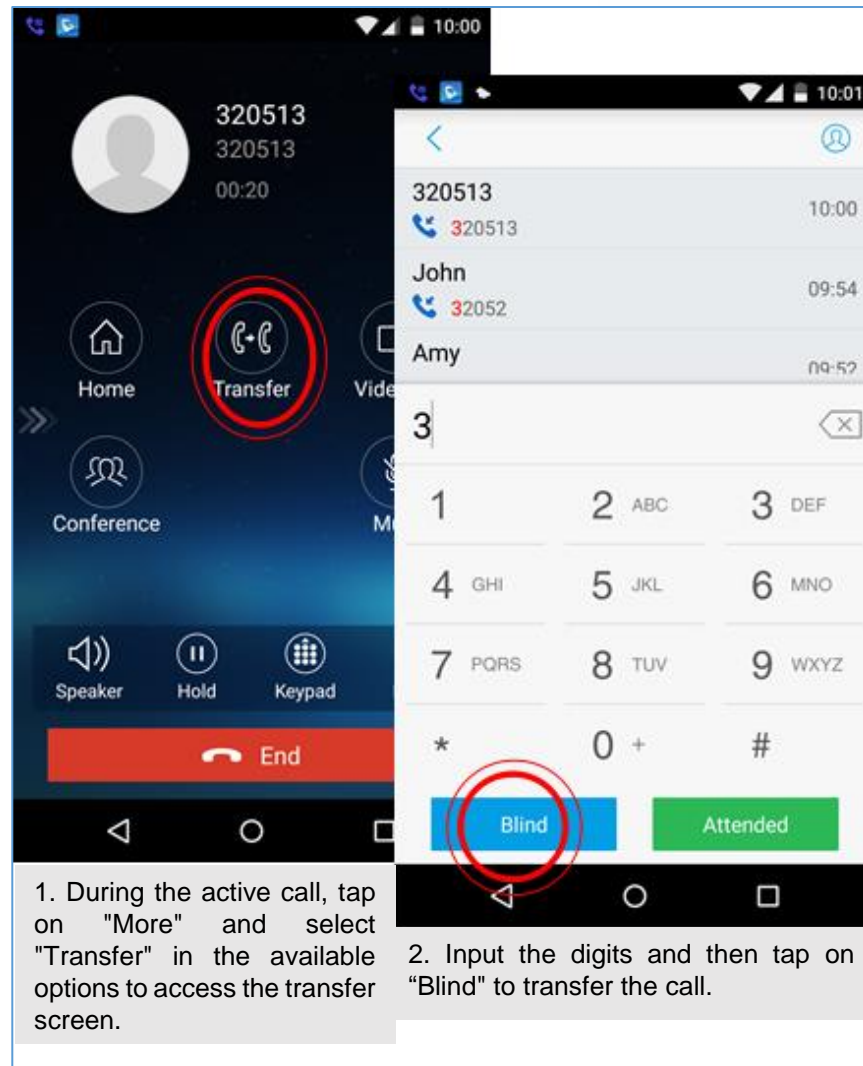 10:00
320513
320513
00:20
Home
Transfer
Conference
Speaker
Hold
Keypad
End
1. During the active call, tap
on "More" and select
"Transfer" in the available
options to access the transfer
screen.
10:01
320513
10:00
320513
John
09:54
32052
Amy
09:52
3
1
2 ABC
3 DEF
4 GHI
5 JKL
6 MNO
7 PQRS
8 TUV
9 WXYZ
*
0 +
#
Blind
Attended
2. Input the digits and then tap on
“Blind" to transfer the call.